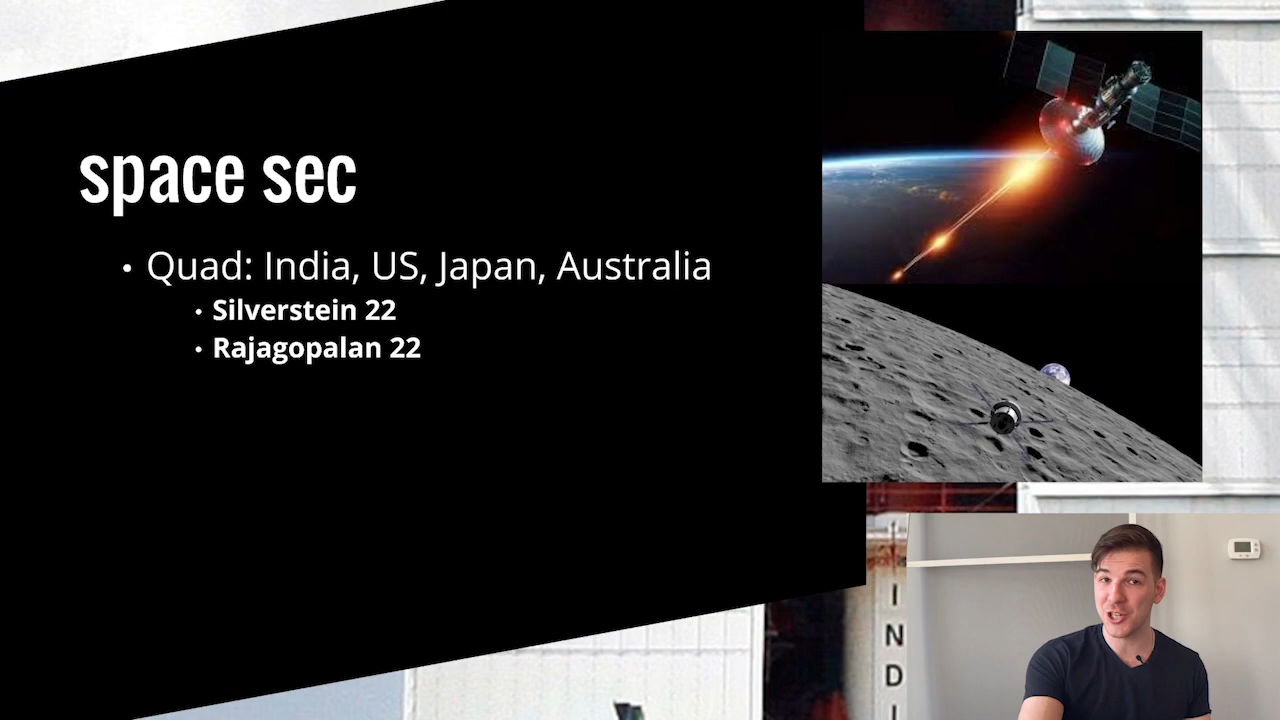 space sec
• Quad: India, US, Japan, Australia
• Silverstein 22
• Rajagopalan 22
I
N
D
I